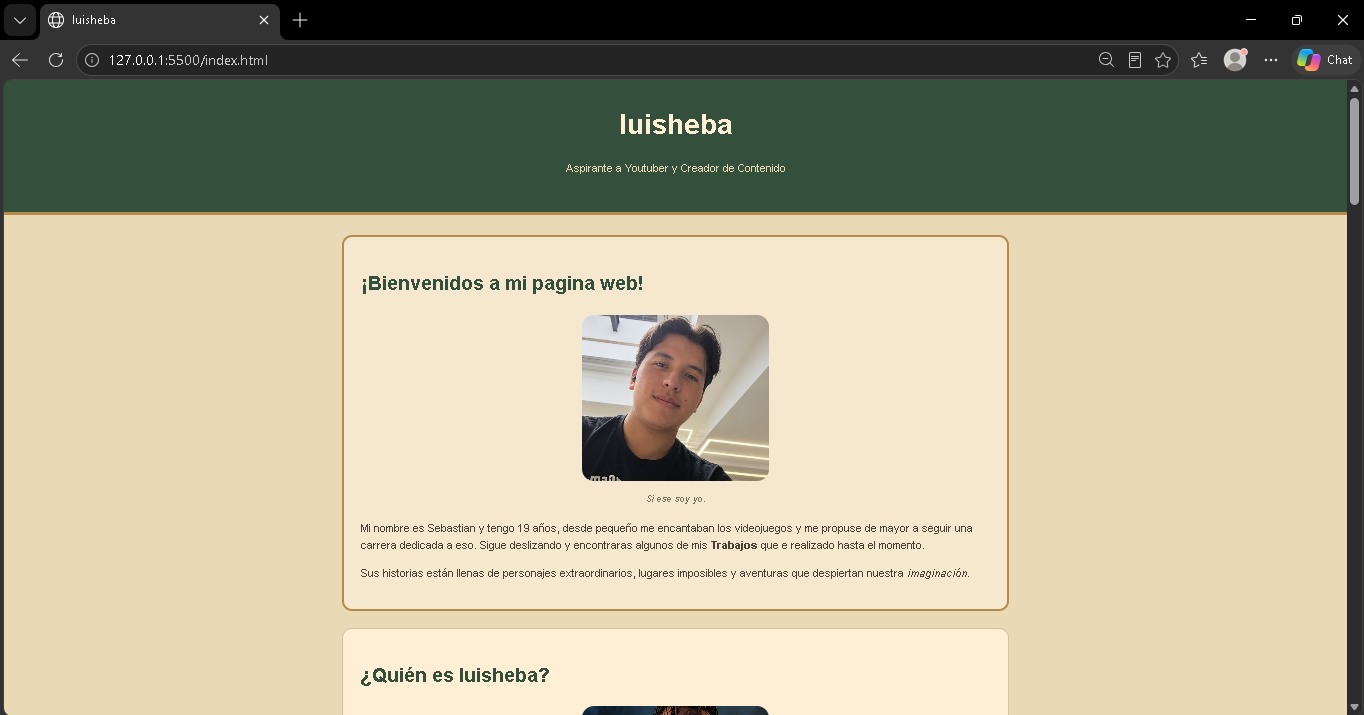 luisheba
127.0.0.1:5500/index.html
Chat
luisheba
Aspirante a Youtuber y Creador de Contenido
¡Bienvenidos a mi pagina web!
Si ese soy yo.
Mi nombre es Sebastian y tengo 19 años, desde pequeño me encantaban los videojuegos y me propuse de mayor a seguir una
carrera dedicada a eso. Sigue deslizando y encontraras algunos de mis Trabajos que e realizado hasta el momento.
Sus historias están llenas de personajes extraordinarios, lugares imposibles y aventuras que despiertan nuestra imaginación.
¿Quién es luisheba?